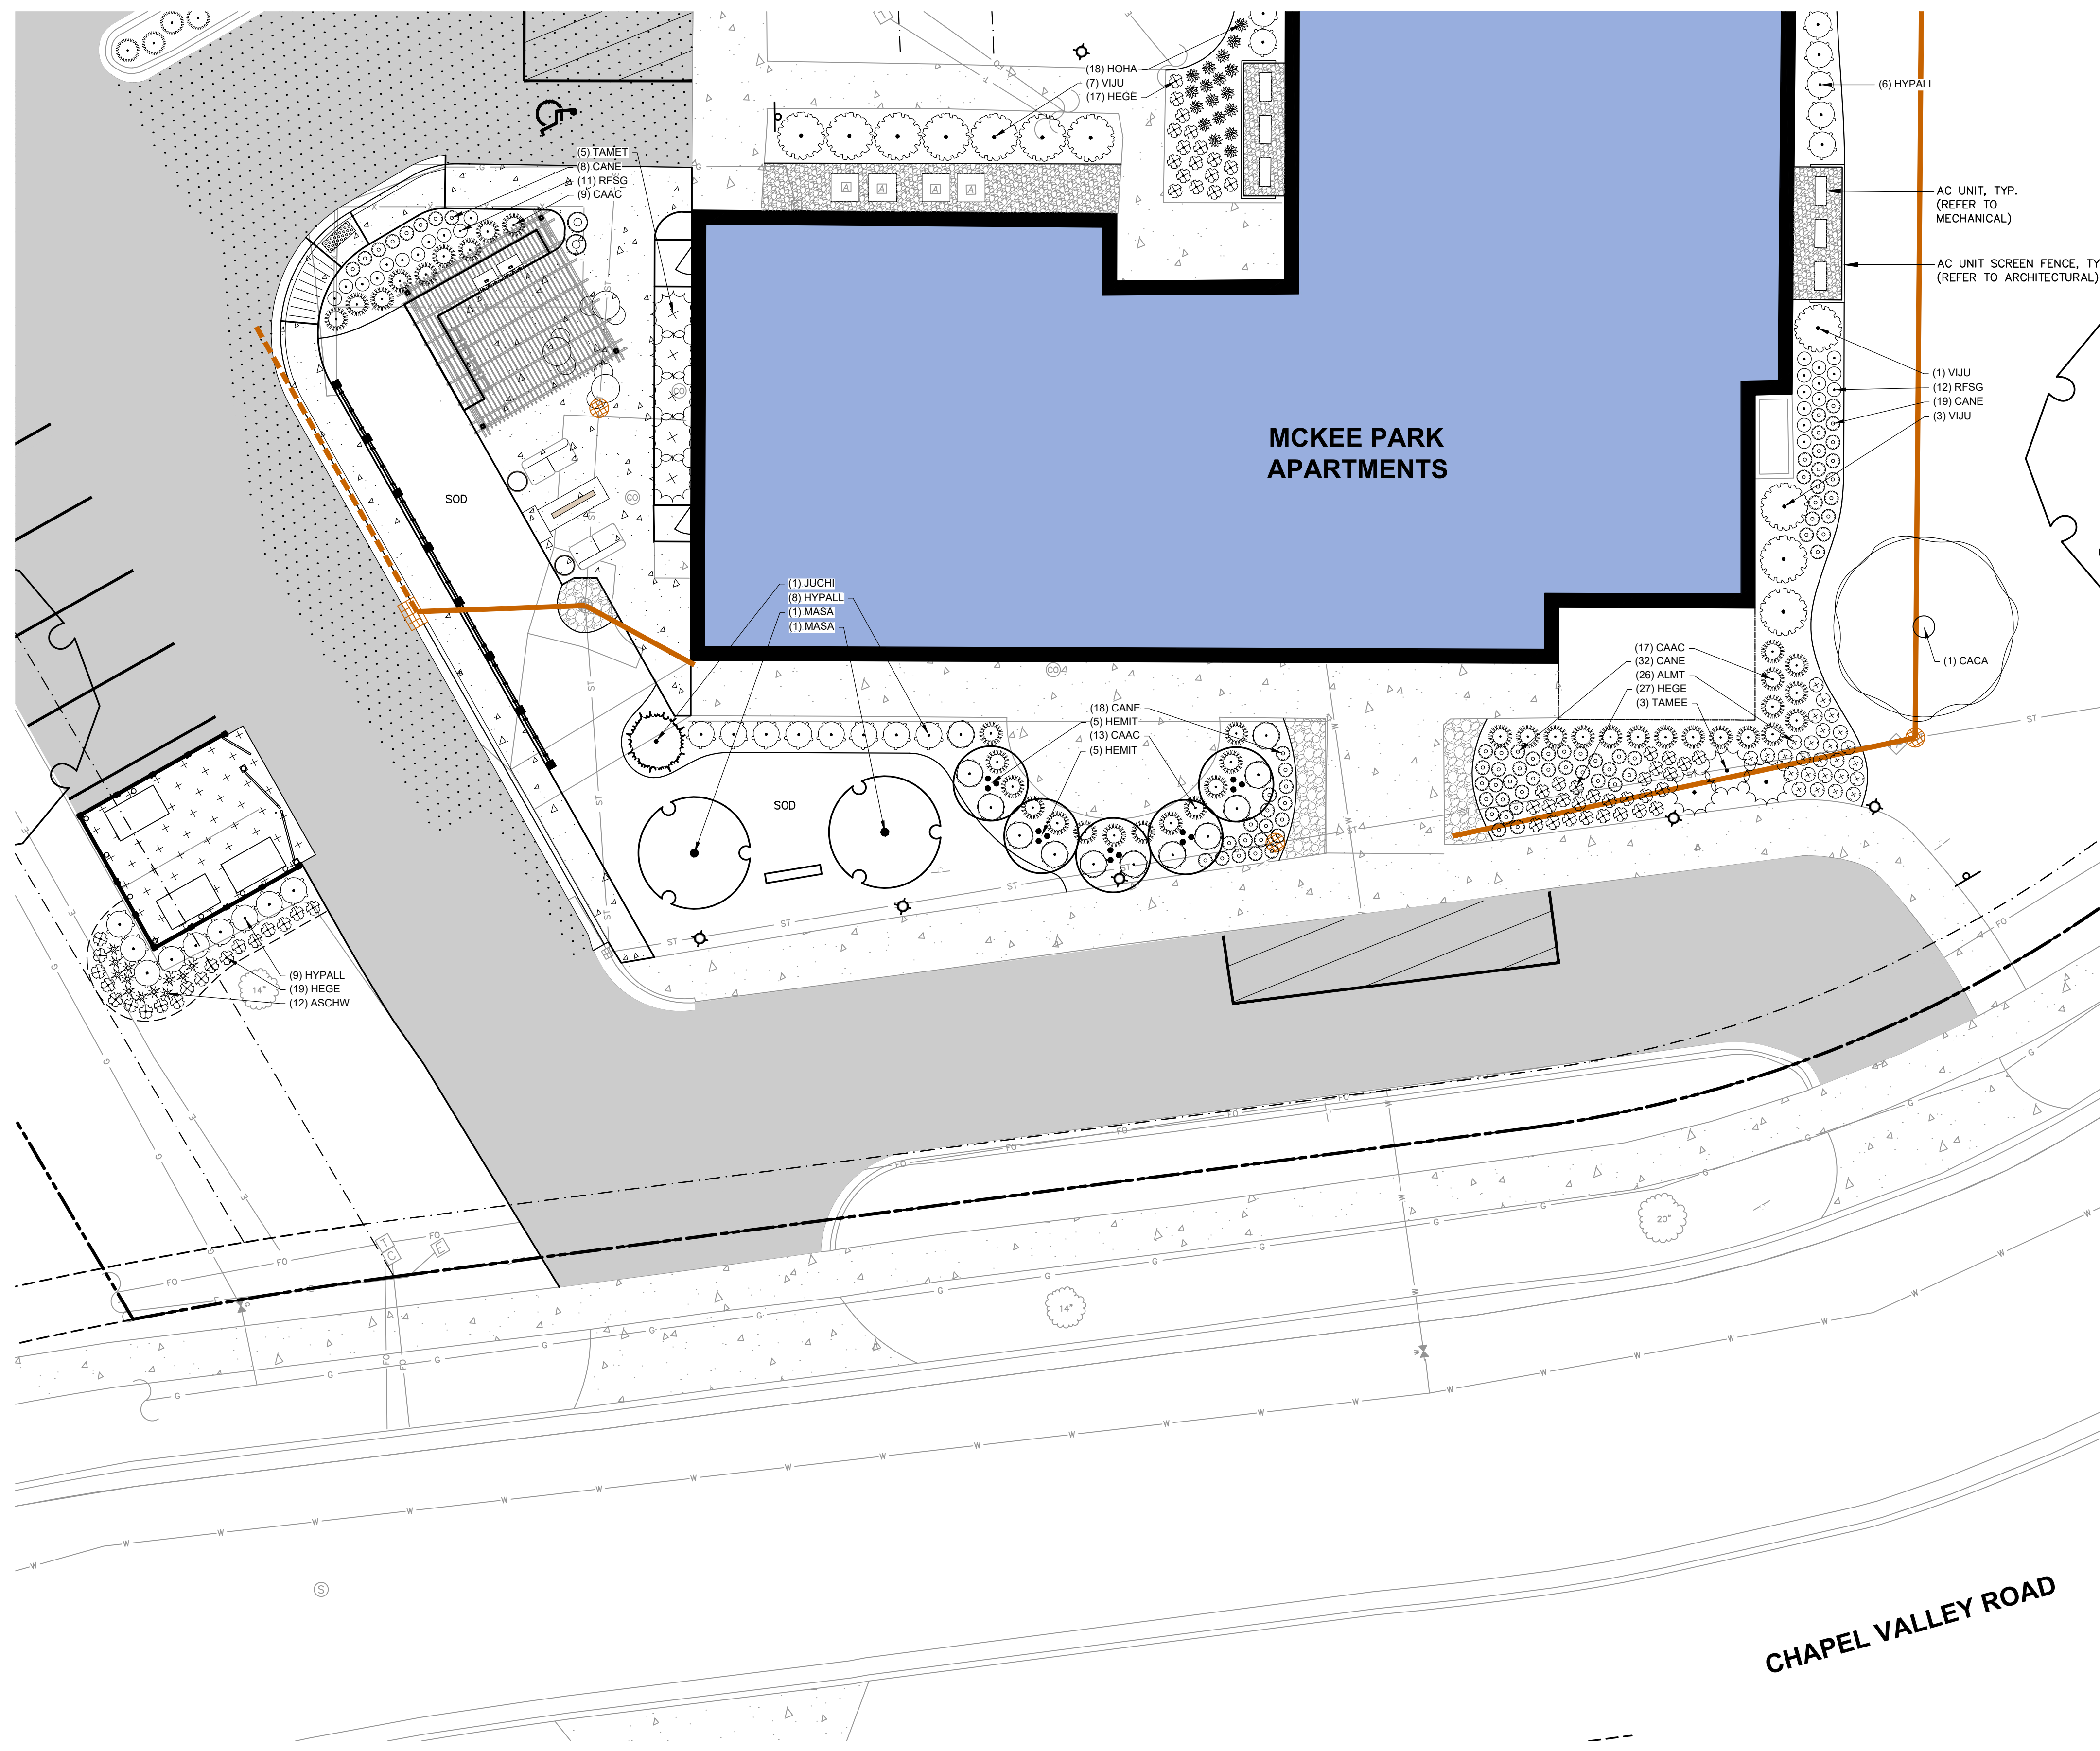 (18) HOHA
(7) VIJU
(17) HEGE
(6) HYPALL
(5) TAMET
(8) CANE
(11) RFSG
(9) CAAC
AC UNIT, TYP.
(REFER TO
MECHANICAL)
AC UNIT SCREEN FENCE, TY
(REFER TO ARCHITECTURAL)
(1) VIJU
(12) RFSG
(19) CANE
(3) VIJU
MCKEE PARK
APARTMENTS
SOD
(1) JUCHI
(8) HYPALL
(1) MASA
(1) MASA
(17) CAAC
(32) CANE
(26) ALMT
(27) HEGE
(3) TAMEE
(1) CACA
(18) CANE
(5) HEMIT
(13) CAAC
(5) HEMIT
SOD
(9) HYPALL
(19) HEGE
(12) ASCHW
14"
20"
14"
CHAPEL VALLEY ROAD